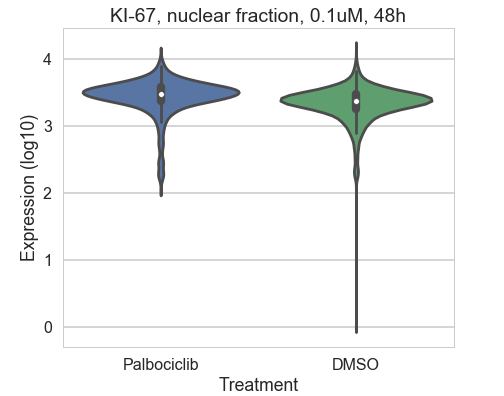 KI-67, nuclear fraction, 0.1uM, 48h
Expression (log10)
4
3
2
1
0
Palbociclib DMSO
Treatment